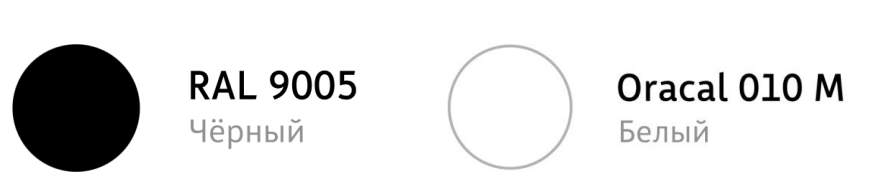 RAL 9005
Чёрный
Oracal 010 M
Белый